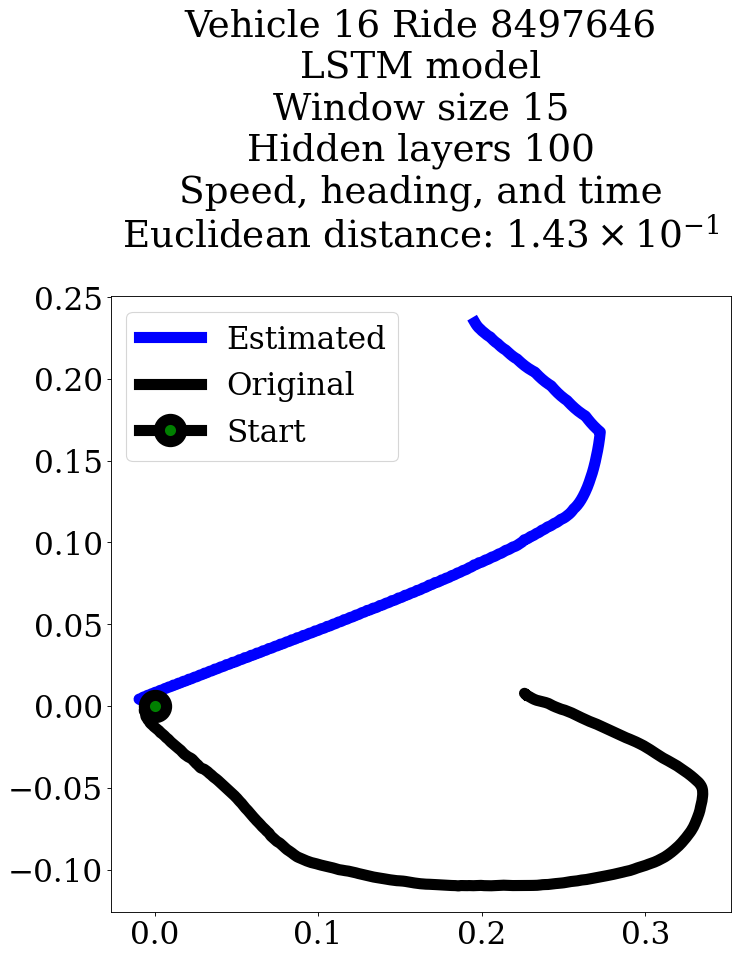 Vehicle 16 Ride 8497646
LSTM model
Window size 15
Hidden layers 100
Speed, heading, and time
Euclidean distance: 1.43 × 10⁻¹
0.25
0.20
0.15
0.10
0.05
0.00
−0.05
−0.10
Estimated
Original
Start
0.0 0.1 0.2 0.3